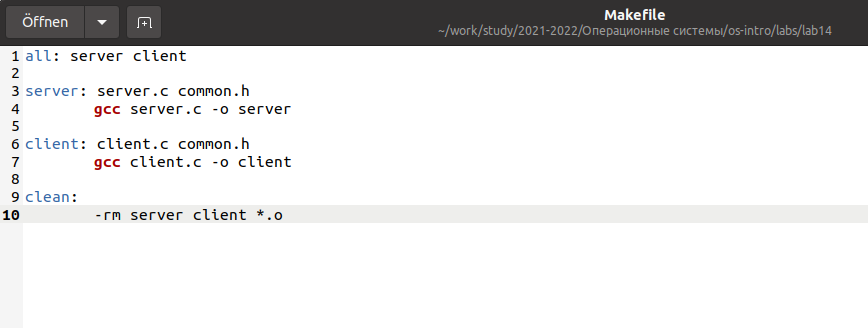 Öffnen
Makefile
~/work/study/2021-2022/Операционные системы/os-intro/labs/lab14
1 all: server client
2
3 server: server.c common.h
4         gcc server.c -o server
5
6 client: client.c common.h
7         gcc client.c -o client
8
9 clean:
10         -rm server client *.o